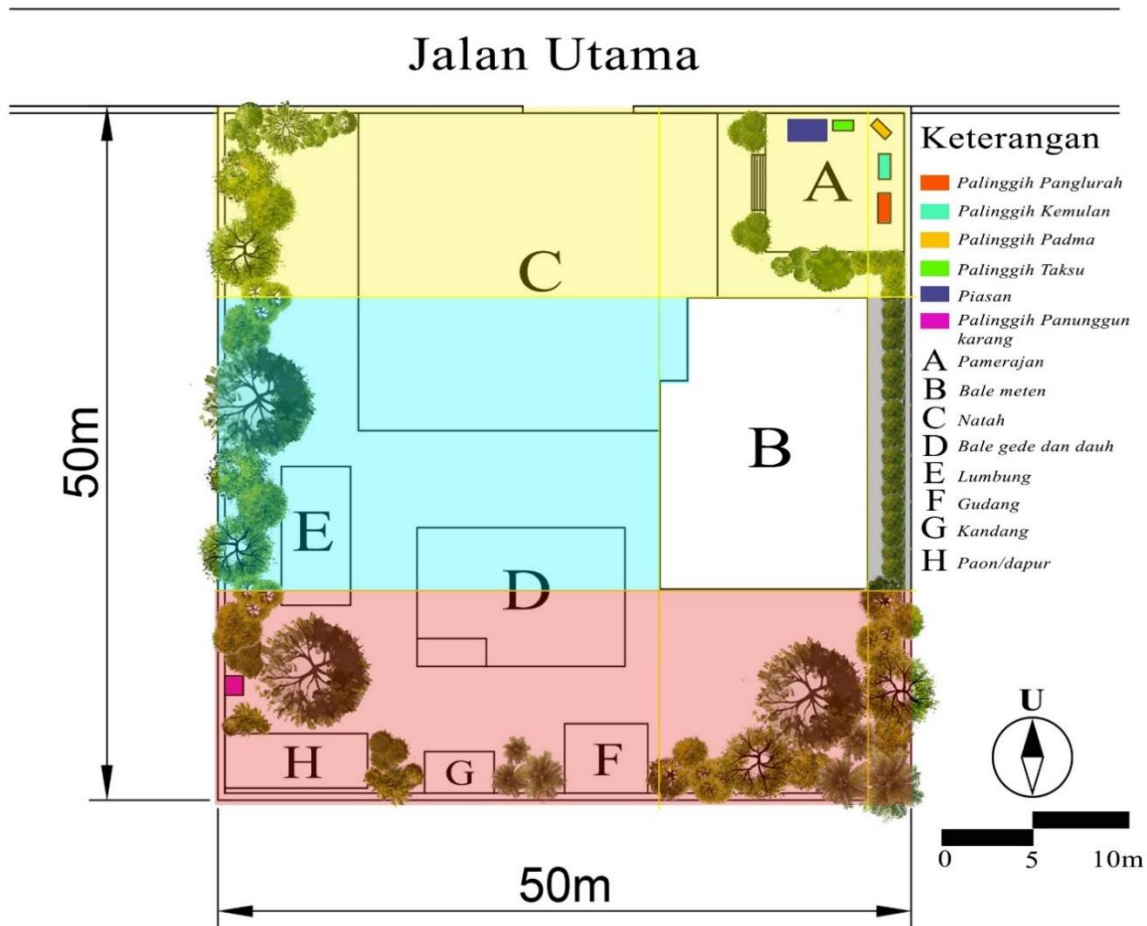 Jalan Utama
50m
A
C
B
E
D
H
G
F
Keterangan
Palinggih Panglurah
Palinggih Kemulan
Palinggih Padma
Palinggih Taksu
Piasan
Palinggih Panunggun
karang
A Pamerajan
B Bale meten
C Natah
D Bale gede dan dauh
E Lumbung
F Gudang
G Kandang
H Paon/dapur
U
0 5 10m
50m